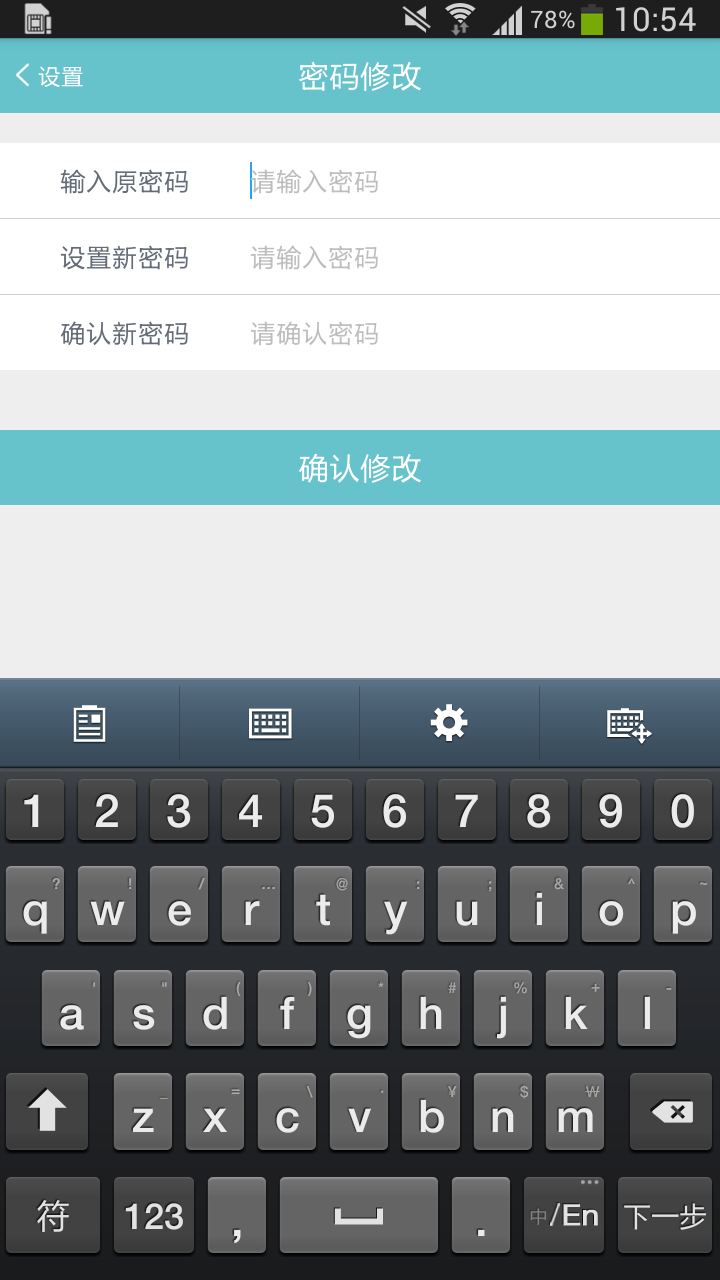 78% 10:54
设置 密码修改
输入原密码 请输入密码
设置新密码 请输入密码
确认新密码 请确认密码
确认修改
1 2 3 4 5 6 7 8 9 0
? ! / ... @ : ; & ^ ~
q w e r t y u i o p
' " ( ) * # % + -
a s d f g h j k l
_ = \ · ¥ $ ₩
z x c v b n m
符 123 , . 中/En 下一步